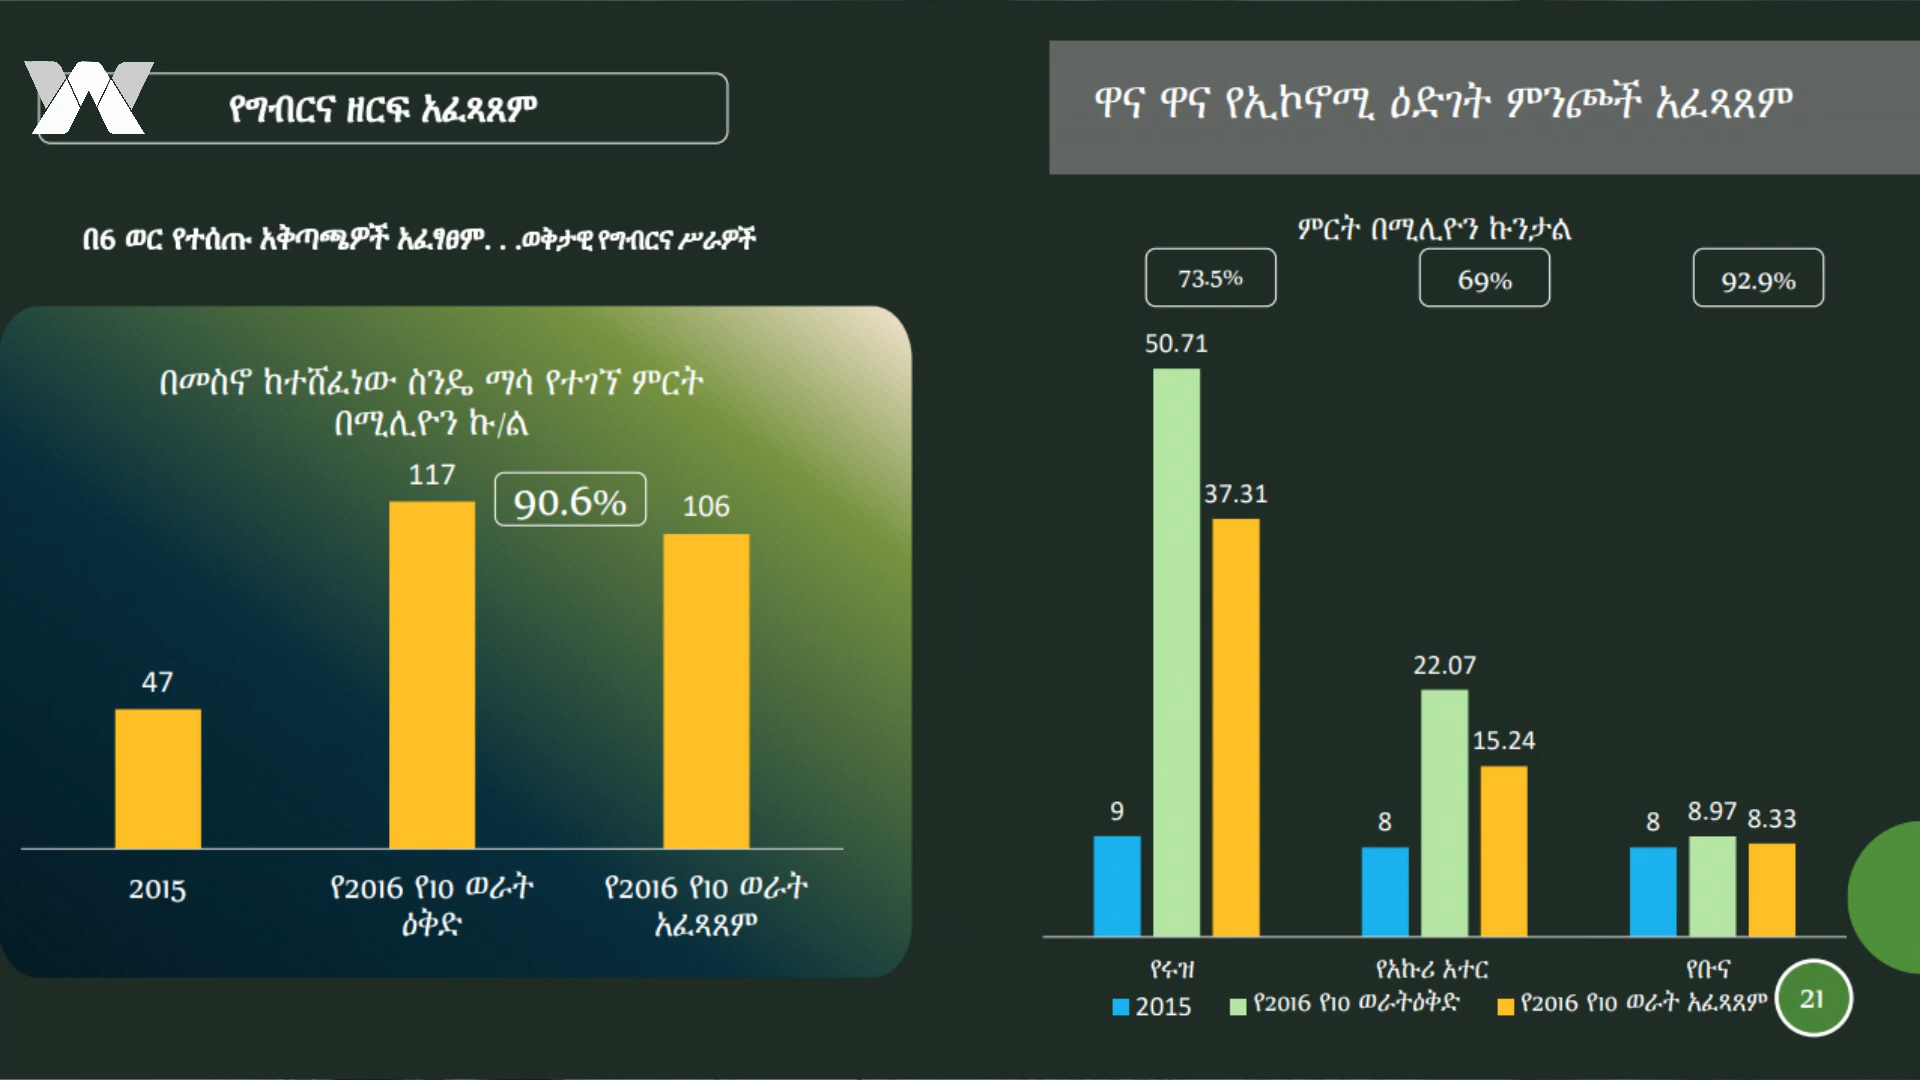 የግብርና ዘርፍ አፈጻጸም
በ6 ወር የተሰጡ አቅጣጫዎች አፈፃፀም. . .ወቅታዊ የግብርና ሥራዎች
በመስኖ ከተሸፈነው ስንዴ ማሳ የተገኘ ምርት
በሚሊዮን ኩ/ል
117
90.6%
106
47
2015
የ2016 የ10 ወራት
ዕቅድ
የ2016 የ10 ወራት
አፈጻጸም
ዋና ዋና የኢኮኖሚ ዕድገት ምንጮች አፈጻጸም
ምርት በሚሊዮን ኩንታል
73.5%
69%
92.9%
50.71
37.31
22.07
15.24
9
8
8
8.97
8.33
የሩዝ
የአኩሪ አተር
የቡና
2015
የ2016 የ10 ወራትዕቅድ
የ2016 የ10 ወራት አፈጻጸም
21